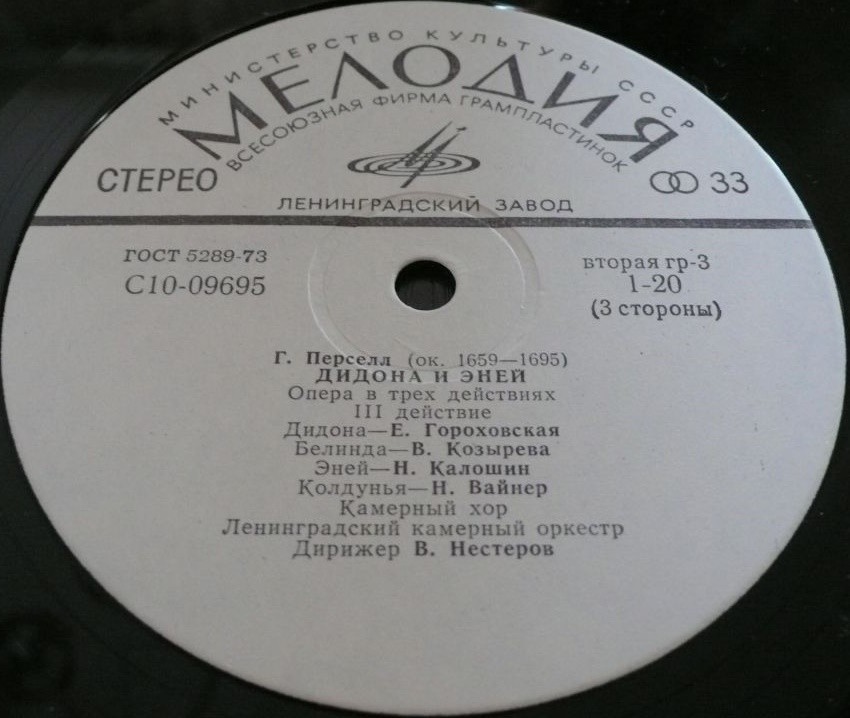 МИНИСТЕРСТВО КУЛЬТУРЫ СССР
МЕЛОДИЯ
ВСЕСОЮЗНАЯ ФИРМА ГРАМПЛАСТИНОК
СТЕРЕО
33
ЛЕНИНГРАДСКИЙ ЗАВОД
ГОСТ 5289-73
С10-09695
вторая гр-3
1-20
(3 стороны)
Г. Перселл (ок. 1659—1695)
ДИДОНА И ЭНЕЙ
Опера в трех действиях
III действие
Дидона—Е. Гороховская
Белинда—В. Козырева
Эней—Н. Калошин
Колдунья—Н. Вайнер
Камерный хор
Ленинградский камерный оркестр
Дирижер В. Нестеров